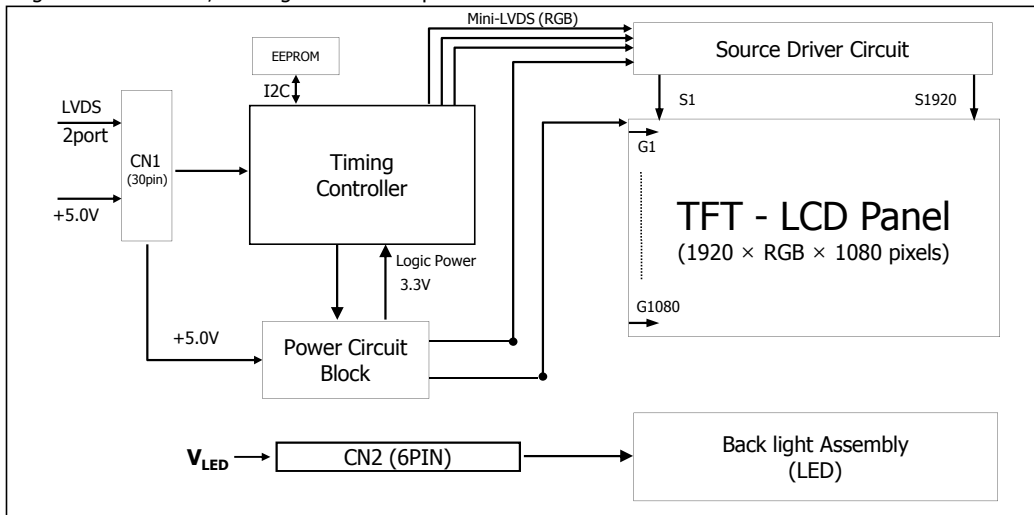 Mini-LVDS (RGB)
EEPROM
I2C
Source Driver Circuit
S1
S1920
LVDS
2port
CN1
(30pin)
+5.0V
Timing
Controller
G1
TFT - LCD Panel
(1920 × RGB × 1080 pixels)
G1080
Logic Power
3.3V
+5.0V
Power Circuit
Block
VLED
CN2 (6PIN)
Back light Assembly
(LED)